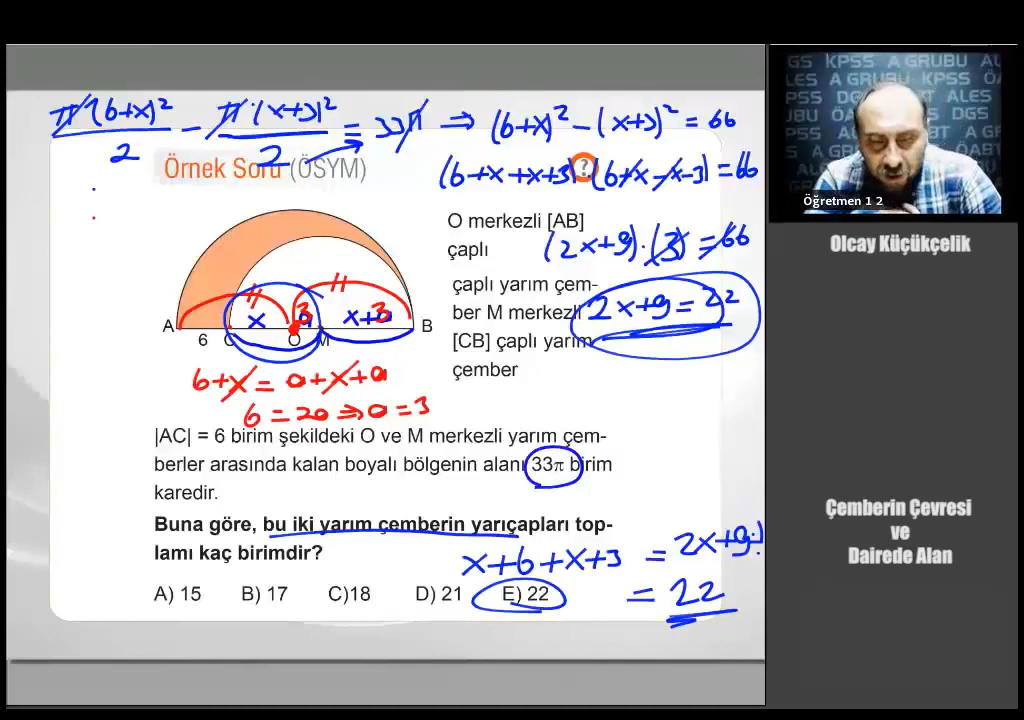 π·(6+x)² / 2 − π·(x+3)² / 2 = 33π ⇒ (6+x)² − (x+3)² = 66
Örnek Soru (ÖSYM)
?
(6+x+x+3)·(6+x−x−3) = 66
O merkezli [AB]
çaplı
(2x+9)·(3) = 66
çaplı yarım çem-
ber M merkezli
2x+9 = 22
[CB] çaplı yarım
çember
x 3 x+3
A 6 C O M B
6+x = a+x+a
6 = 2a ⇒ a = 3
|AC| = 6 birim şekildeki O ve M merkezli yarım çem-
berler arasında kalan boyalı bölgenin alanı 33π birim
karedir.
Buna göre, bu iki yarım çemberin yarıçapları top-
lamı kaç birimdir?
x+6+x+3 = 2x+9
= 22
A) 15 B) 17 C)18 D) 21 E) 22
GS KPSS A GRUBU
LES A GRUBU KPSS
ALES
DGS
ÖABT
Öğretmen 1 2
Olcay Küçükçelik
Çemberin Çevresi
ve
Dairede Alan